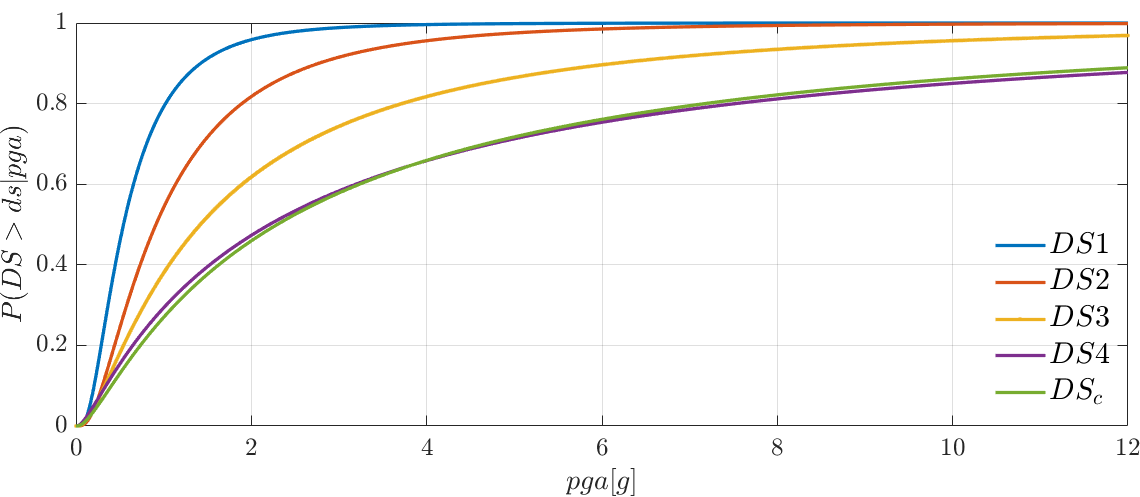 1
0.8
0.6
0.4
0.2
0
P(DS > ds|pga)
0 2 4 6 8 10 12
pga[g]
DS1
DS2
DS3
DS4
DS_c